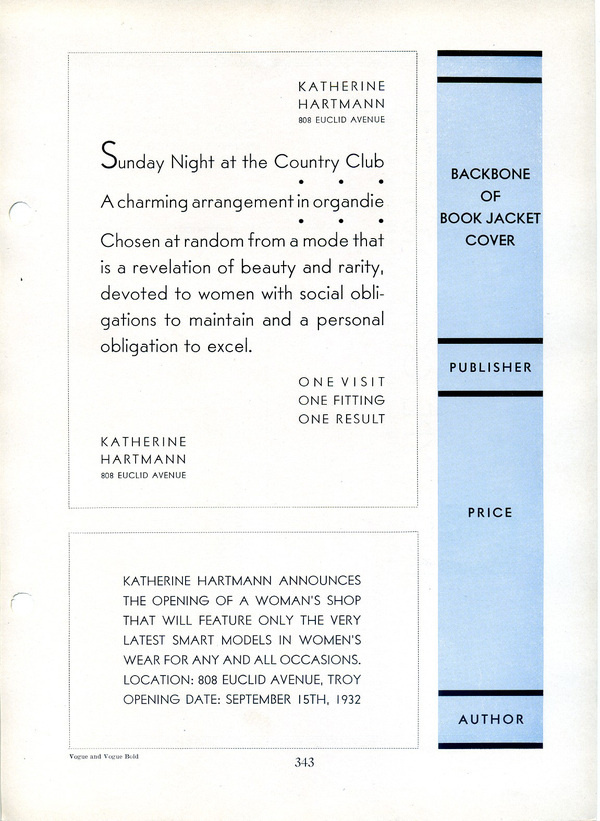 KATHERINE
HARTMANN
808 EUCLID AVENUE
Sunday Night at the Country Club
• • •
A charming arrangement in organdie
• • •
Chosen at random from a mode that
is a revelation of beauty and rarity,
devoted to women with social obli-
gations to maintain and a personal
obligation to excel.
ONE VISIT
ONE FITTING
ONE RESULT
KATHERINE
HARTMANN
808 EUCLID AVENUE
KATHERINE HARTMANN ANNOUNCES
THE OPENING OF A WOMAN'S SHOP
THAT WILL FEATURE ONLY THE VERY
LATEST SMART MODELS IN WOMEN'S
WEAR FOR ANY AND ALL OCCASIONS.
LOCATION: 808 EUCLID AVENUE, TROY
OPENING DATE: SEPTEMBER 15TH, 1932
BACKBONE
OF
BOOK JACKET
COVER
PUBLISHER
PRICE
AUTHOR
Vogue and Vogue Bold
343